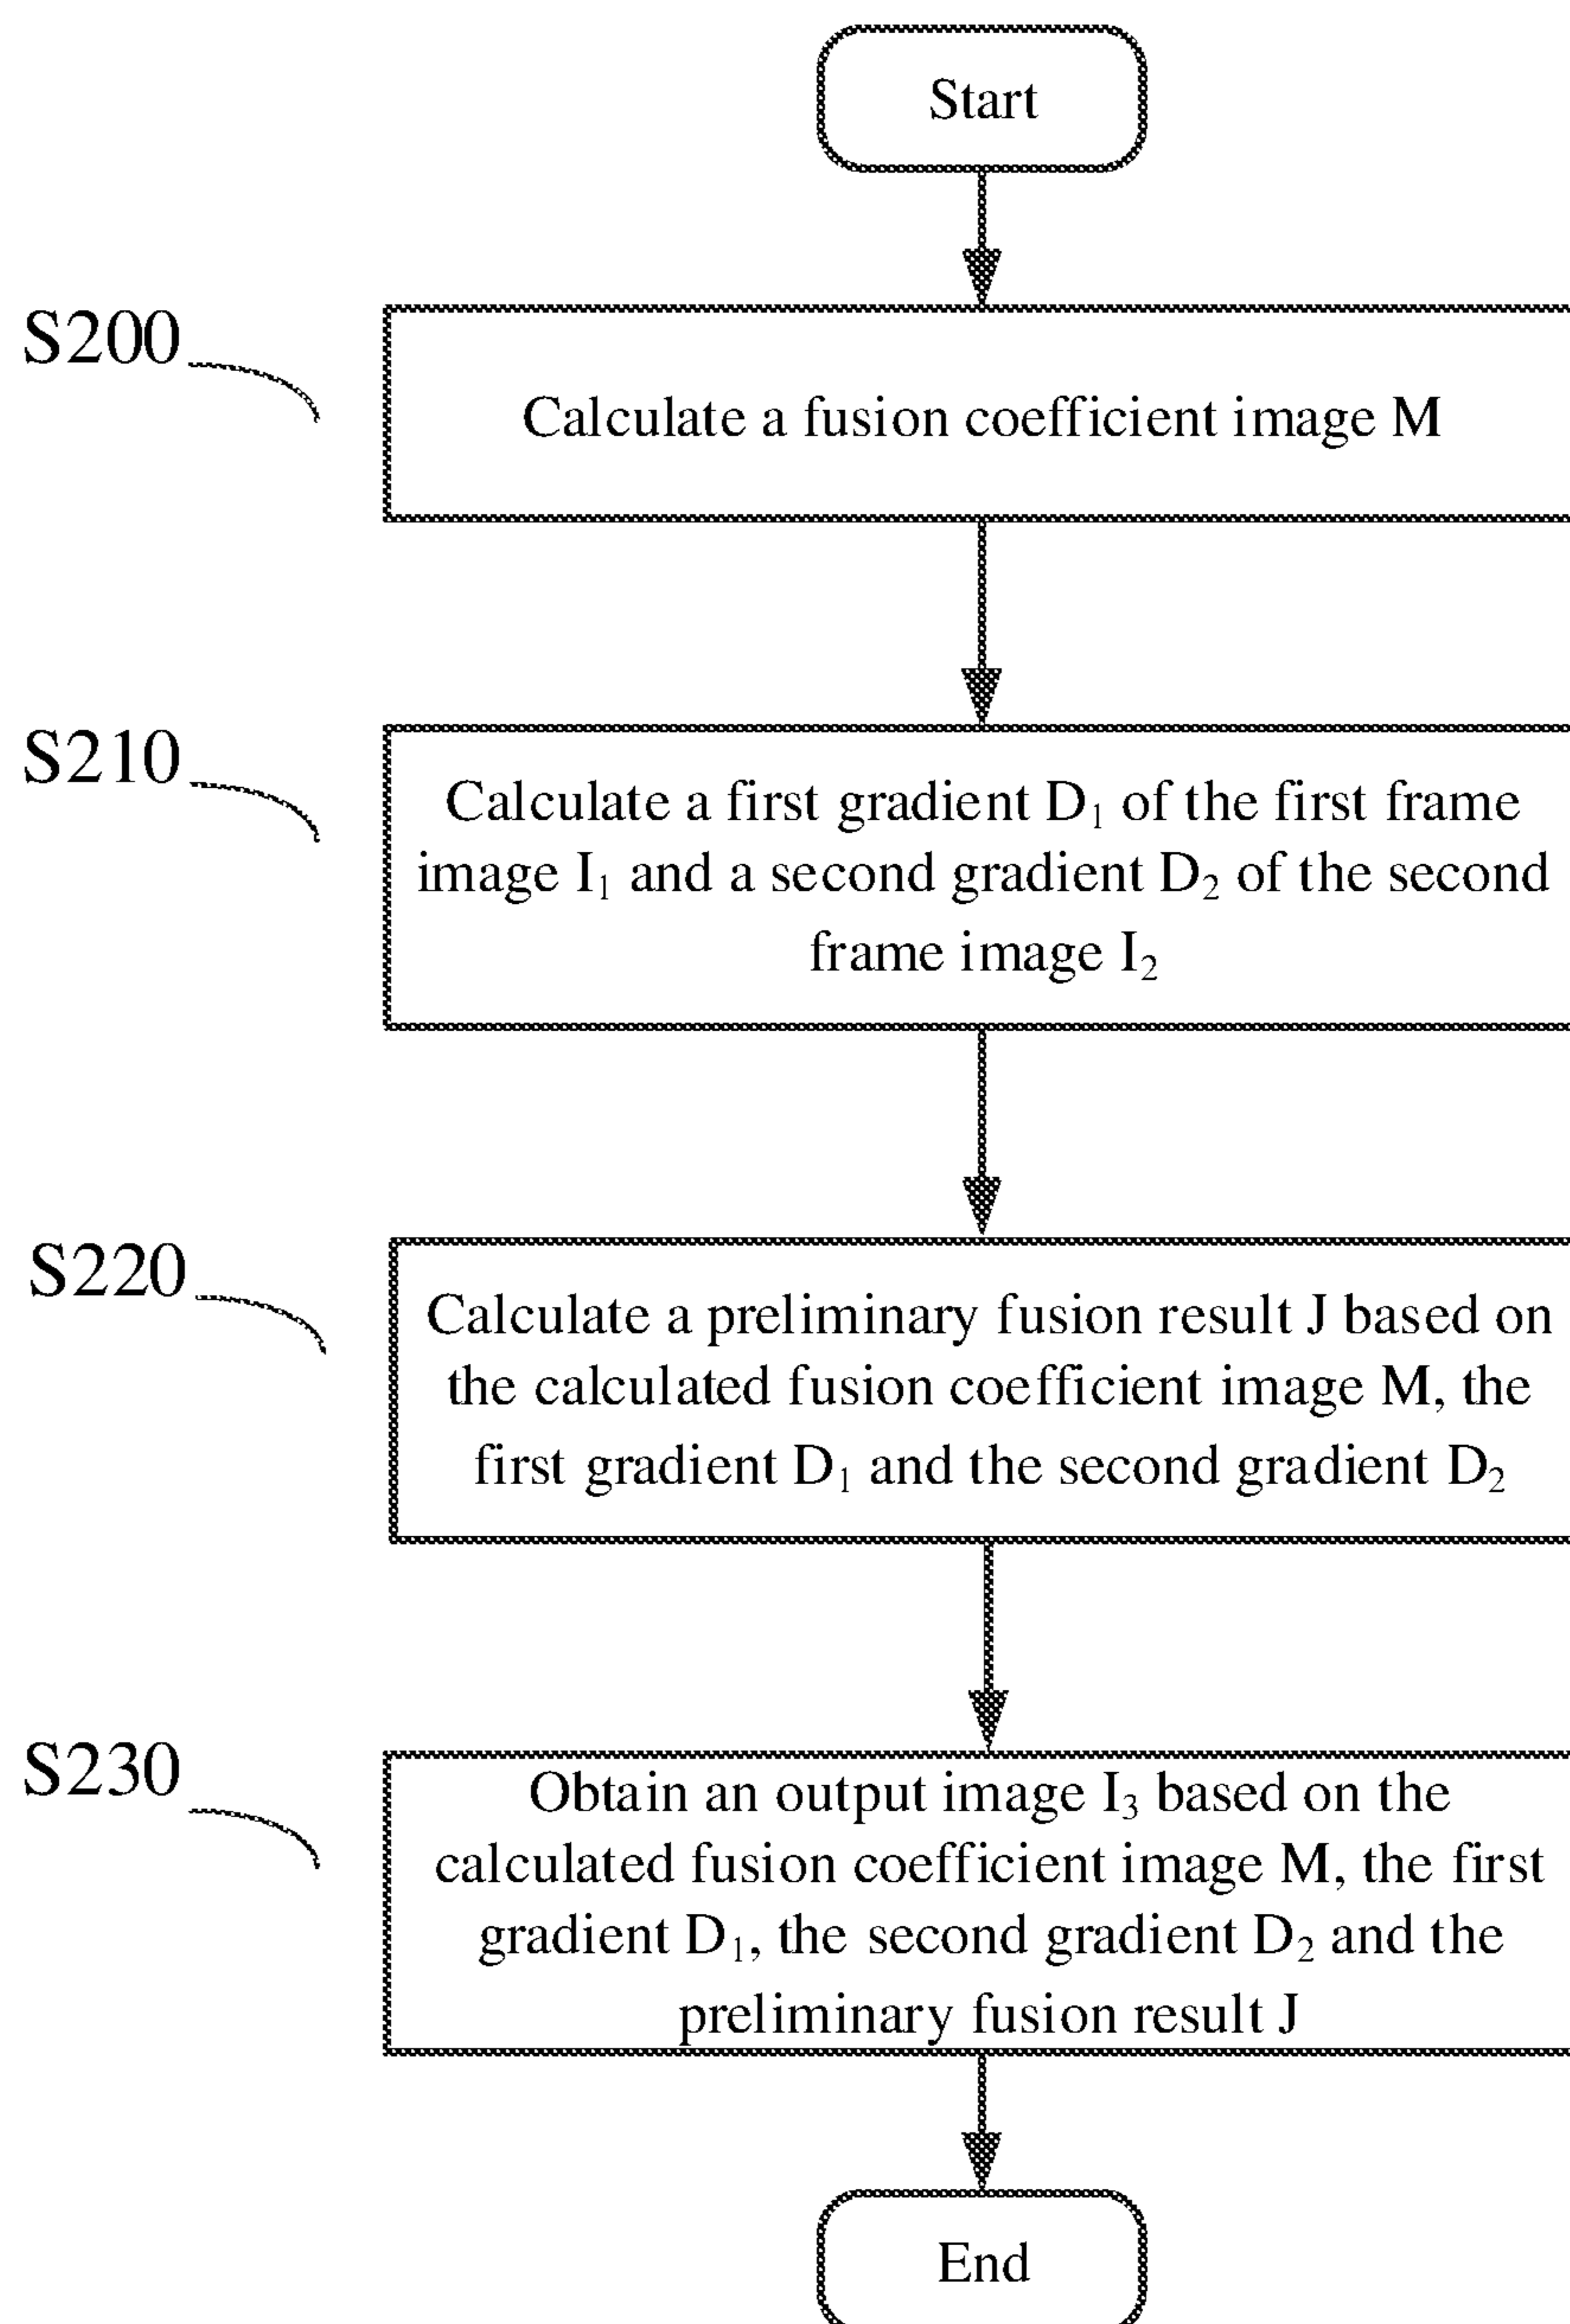 Start
S200
Calculate a fusion coefficient image M
S210
Calculate a first gradient D₁ of the first frame
image I₁ and a second gradient D₂ of the second
frame image I₂
S220
Calculate a preliminary fusion result J based on
the calculated fusion coefficient image M, the
first gradient D₁ and the second gradient D₂
S230
Obtain an output image I₃ based on the
calculated fusion coefficient image M, the first
gradient D₁, the second gradient D₂ and the
preliminary fusion result J
End